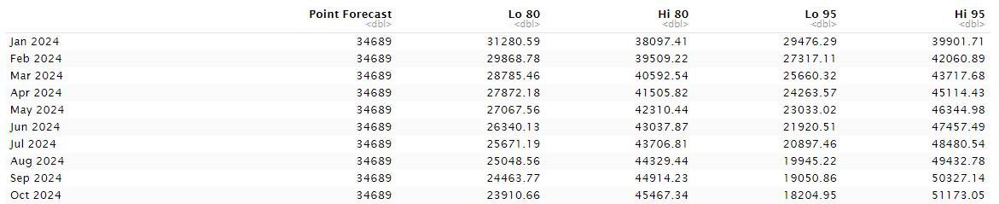 Point Forecast Lo 80 Hi 80 Lo 95 Hi 95
<dbl> <dbl> <dbl> <dbl> <dbl>
Jan 2024 34689 31280.59 38097.41 29476.29 39901.71
Feb 2024 34689 29868.78 39509.22 27317.11 42060.89
Mar 2024 34689 28785.46 40592.54 25660.32 43717.68
Apr 2024 34689 27872.18 41505.82 24263.57 45114.43
May 2024 34689 27067.56 42310.44 23033.02 46344.98
Jun 2024 34689 26340.13 43037.87 21920.51 47457.49
Jul 2024 34689 25671.19 43706.81 20897.46 48480.54
Aug 2024 34689 25048.56 44329.44 19945.22 49432.78
Sep 2024 34689 24463.77 44914.23 19050.86 50327.14
Oct 2024 34689 23910.66 45467.34 18204.95 51173.05